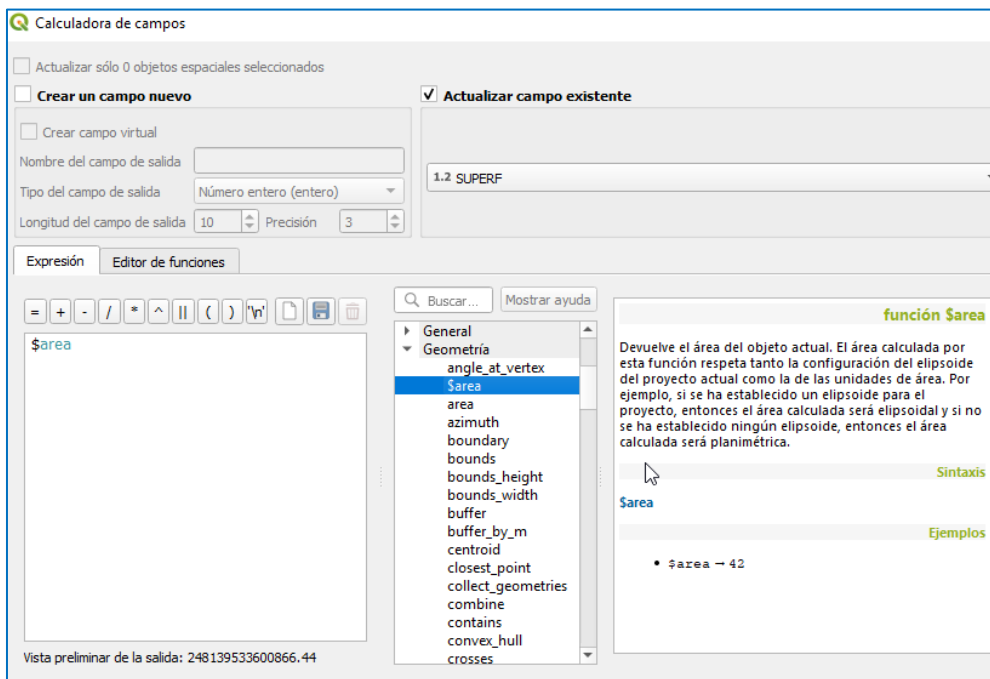 Calculadora de campos
Actualizar sólo 0 objetos espaciales seleccionados
Crear un campo nuevo
Crear campo virtual
Nombre del campo de salida
Tipo del campo de salida Número entero (entero)
Longitud del campo de salida 10 Precisión 3
Actualizar campo existente
1.2 SUPERF
Expresión Editor de funciones
= + - / * ^ || ( ) '\n'
$area
Vista preliminar de la salida: 248139533600866.44
Buscar... Mostrar ayuda
General
Geometría
angle_at_vertex
$area
area
azimuth
boundary
bounds
bounds_height
bounds_width
buffer
buffer_by_m
centroid
closest_point
collect_geometries
combine
contains
convex_hull
crosses
función $area
Devuelve el área del objeto actual. El área calculada por
esta función respeta tanto la configuración del elipsoide
del proyecto actual como la de las unidades de área. Por
ejemplo, si se ha establecido un elipsoide para el
proyecto, entonces el área calculada será elipsoidal y si no
se ha establecido ningún elipsoide, entonces el área
calculada será planimétrica.
Sintaxis
$area
Ejemplos
• $area → 42